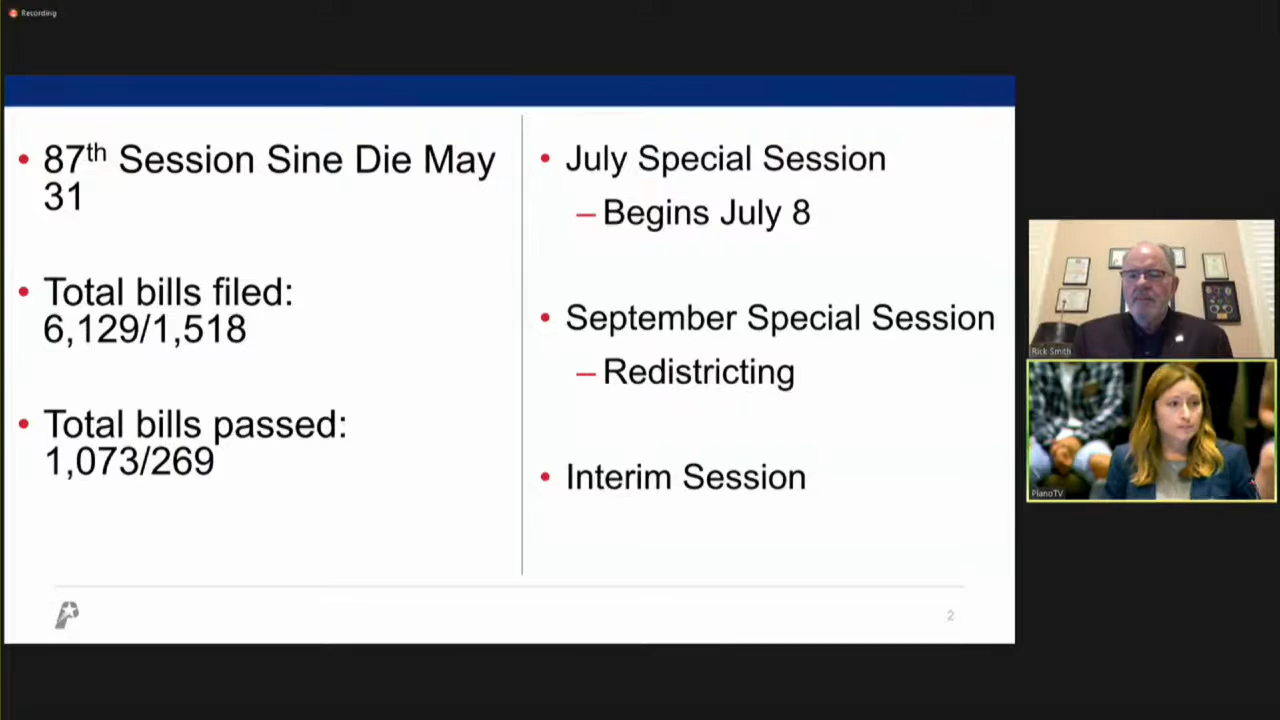 Recording
• 87th Session Sine Die May
31
• Total bills filed:
6,129/1,518
• Total bills passed:
1,073/269
• July Special Session
– Begins July 8
• September Special Session
– Redistricting
• Interim Session
2
Rick Smith
PlanoTV